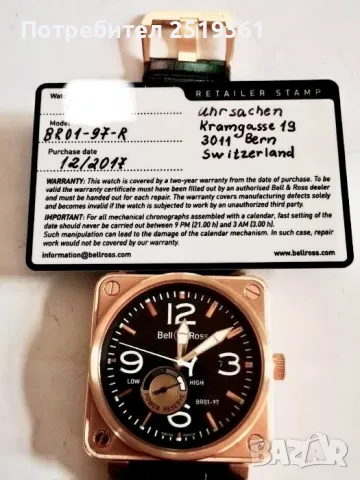 Потребител 2519361
Watch
RETAILER STAMP
Model
BR01-97-R
Purchase date
12/2017
Uhrsachen
Kramgasse 19
3011 Bern
Switzerland
WARRANTY: This watch is covered by a two-year warranty from the date of purchase. To be
valid the warranty certificate must have been filled out by an authorised Bell & Ross dealer
and must be handed out for each repair. The warranty covers manufacturing defects solely
and becomes invalid if the watch is subjected to work by an unauthorized third party.
IMPORTANT: For all mechanical chronographs assembled with a calendar, fast setting of
the date should never be carried out between 9 PM (21.00 h) and 3 AM (3.00 h).
Such manipulation can lead to the damage of the calendar mechanism. In such case, repair
work would not be covered by our warranty.
information@bellross.com
www.bellross.com
12
Bell Ross
LOW
HIGH
9
POWER RESERVE
BR01-97
6
BAZAR